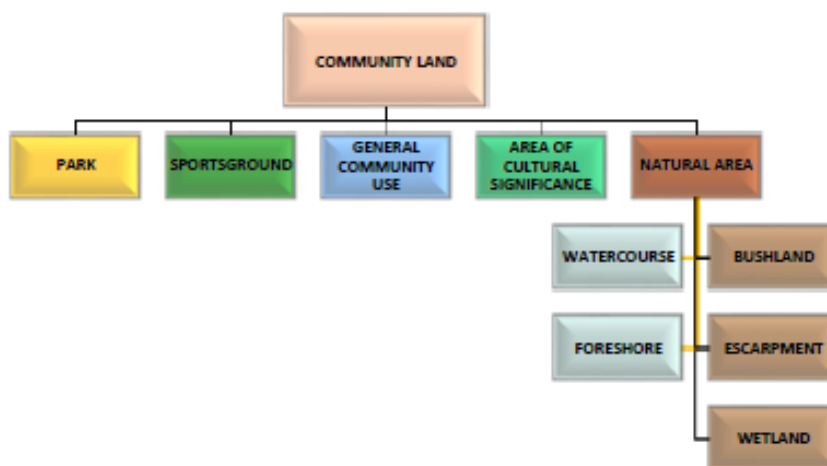 COMMUNITY LAND
PARK
SPORTSGROUND
GENERAL
COMMUNITY
USE
AREA OF
CULTURAL
SIGNIFICANCE
NATURAL AREA
WATERCOURSE
BUSHLAND
FORESHORE
ESCARPMENT
WETLAND